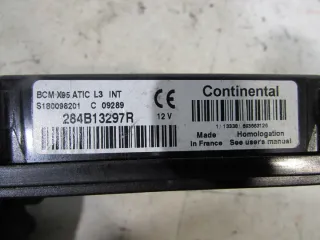 BCM X95 ATIC L3 INT
S180098201 C 09289
284B13297R
12 V
CE
Continental
Made in France
Homologation See users manual